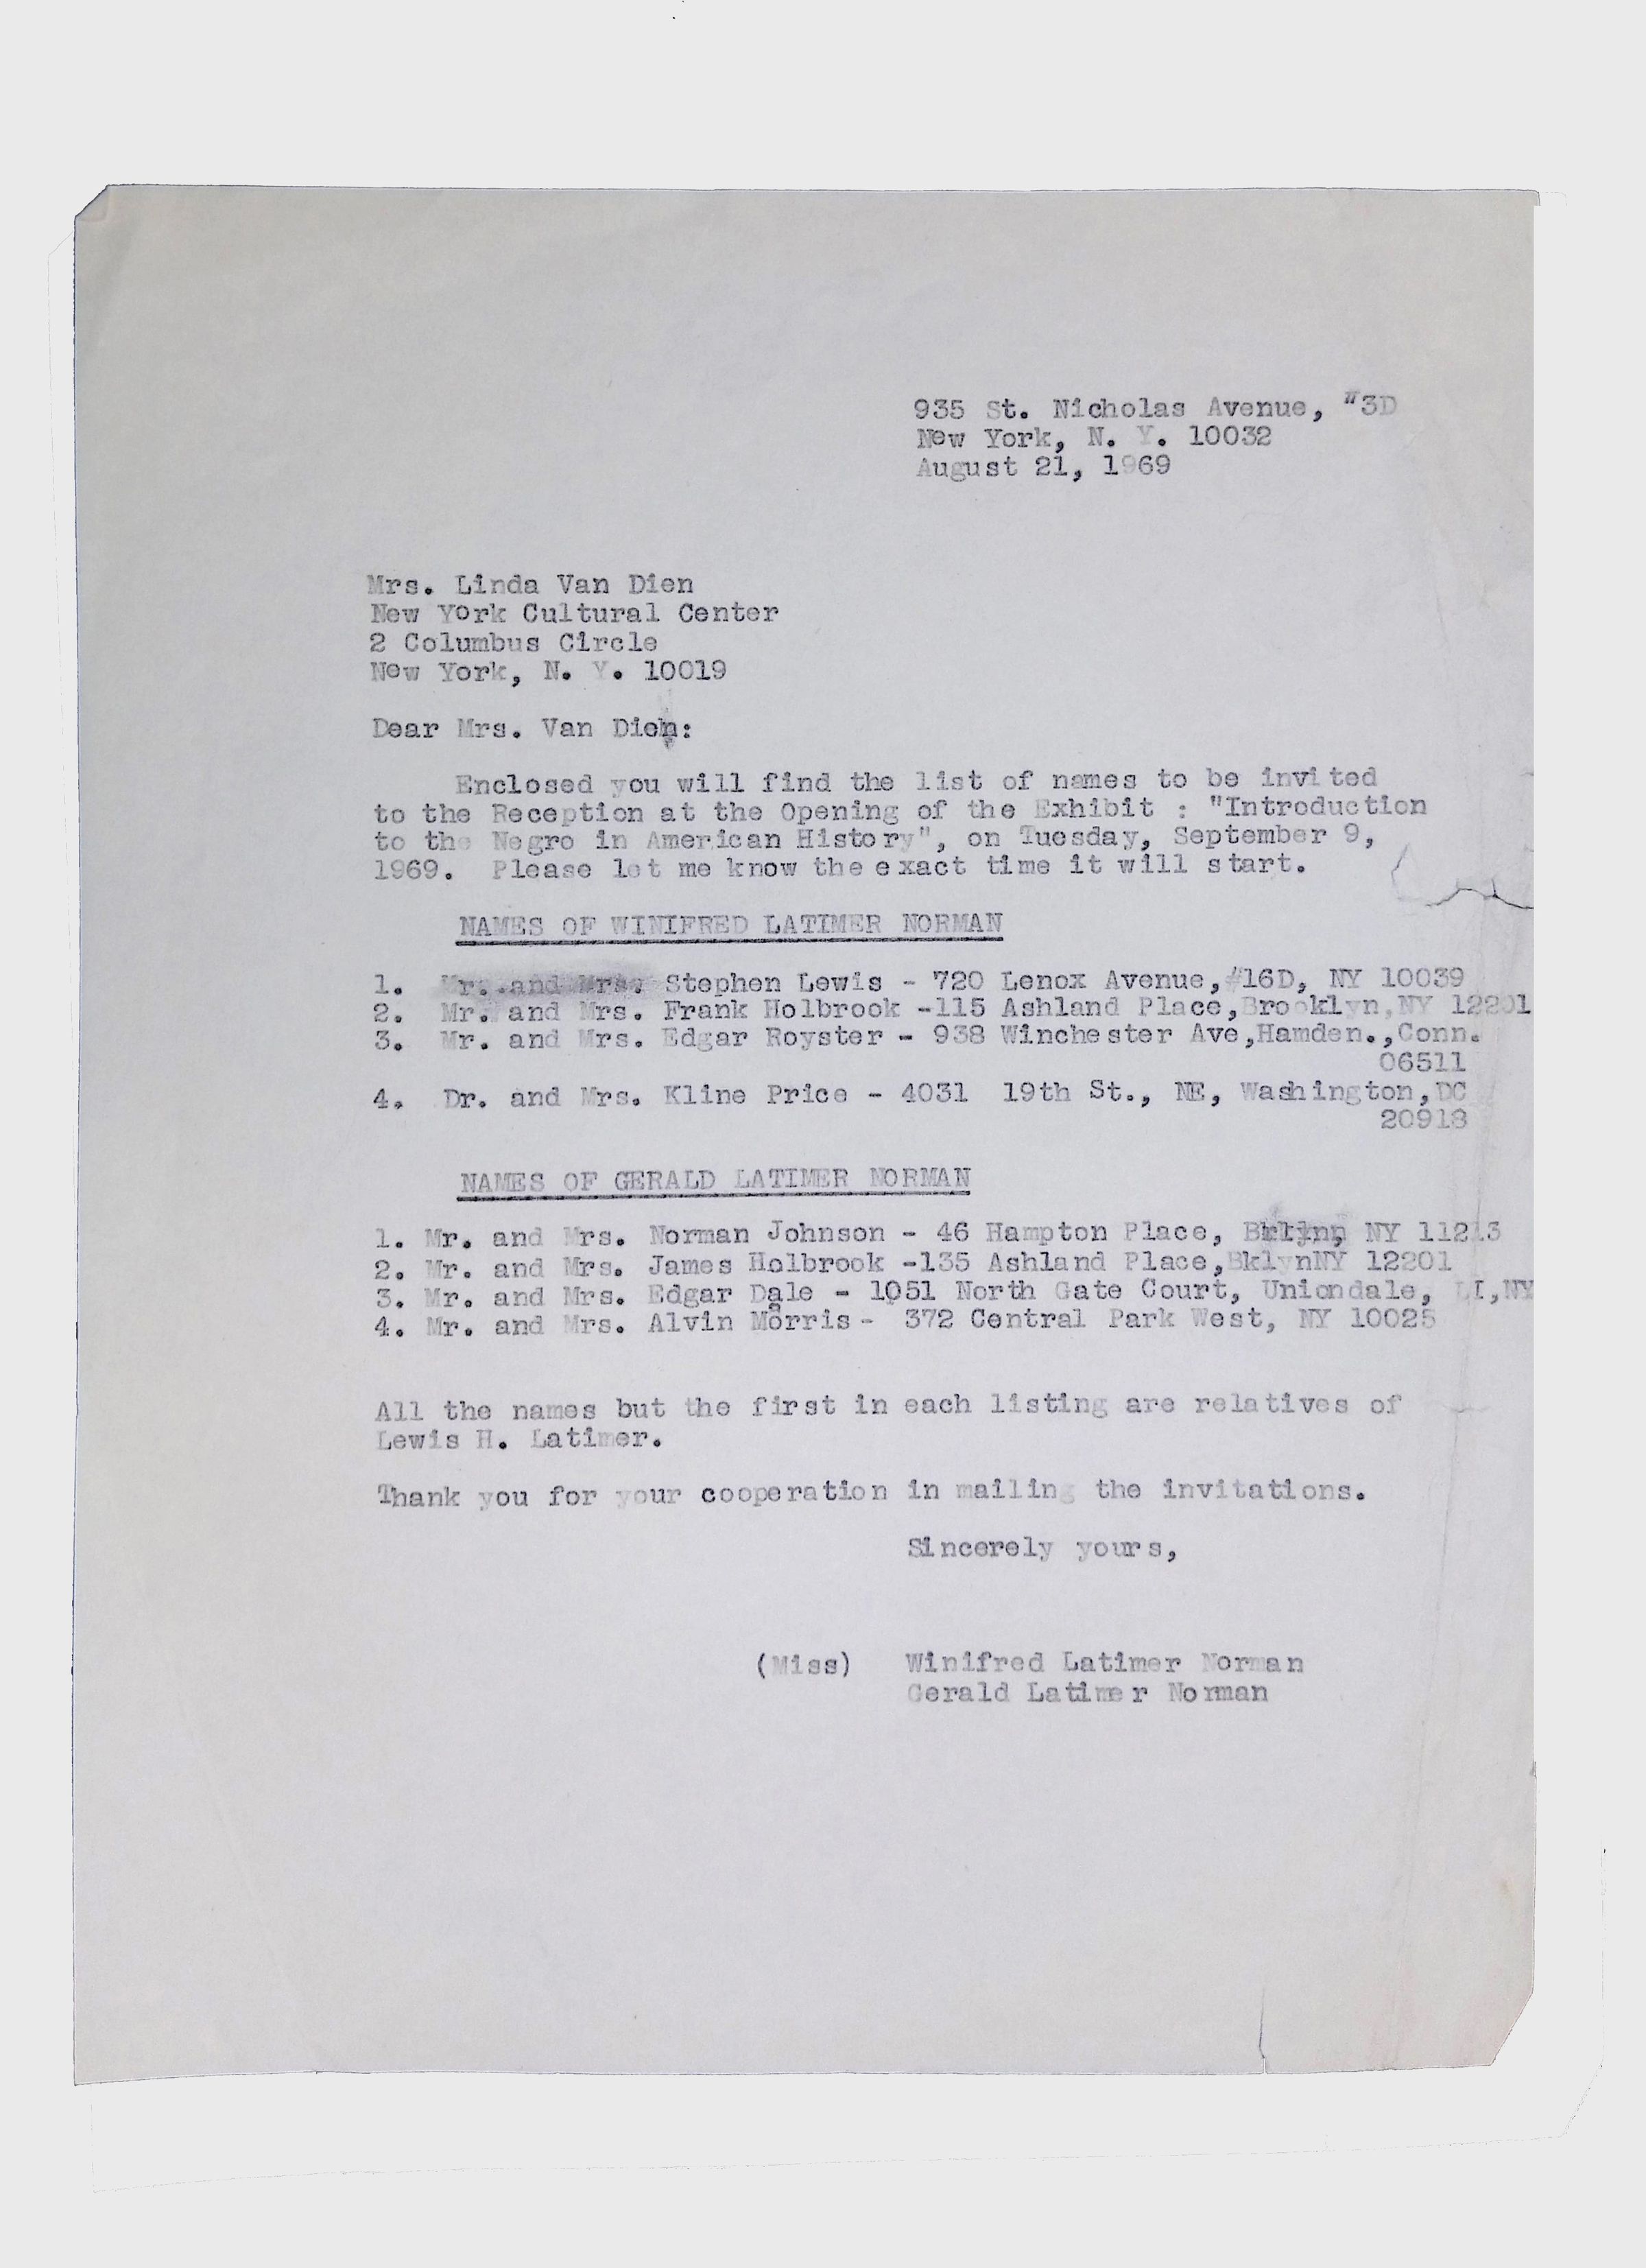 935 St. Nicholas Avenue, #3D
New York, N. Y. 10032
August 21, 1969
Mrs. Linda Van Dien
New York Cultural Center
2 Columbus Circle
New York, N. Y. 10019
Dear Mrs. Van Dien:
Enclosed you will find the list of names to be invited
to the Reception at the Opening of the Exhibit : "Introduction
to the Negro in American History", on Tuesday, September 9,
1969. Please let me know the exact time it will start.
NAMES OF WINIFRED LATIMER NORMAN
1. Mr. and Mrs. Stephen Lewis - 720 Lenox Avenue,#16D, NY 10039
2. Mr. and Mrs. Frank Holbrook -115 Ashland Place,Brooklyn,NY 12201
3. Mr. and Mrs. Edgar Royster - 938 Winchester Ave,Hamden.,Conn.
06511
4. Dr. and Mrs. Kline Price - 4031 19th St., NE, Washington,DC
20918
NAMES OF GERALD LATIMER NORMAN
1. Mr. and Mrs. Norman Johnson - 46 Hampton Place, Bklyn, NY 11213
2. Mr. and Mrs. James Holbrook -135 Ashland Place,BklynNY 12201
3. Mr. and Mrs. Edgar Dale - 1051 North Gate Court, Uniondale, LI,NY
4. Mr. and Mrs. Alvin Morris - 372 Central Park West, NY 10025
All the names but the first in each listing are relatives of
Lewis H. Latimer.
Thank you for your cooperation in mailing the invitations.
Sincerely yours,
(Miss) Winifred Latimer Norman
Gerald Latimer Norman